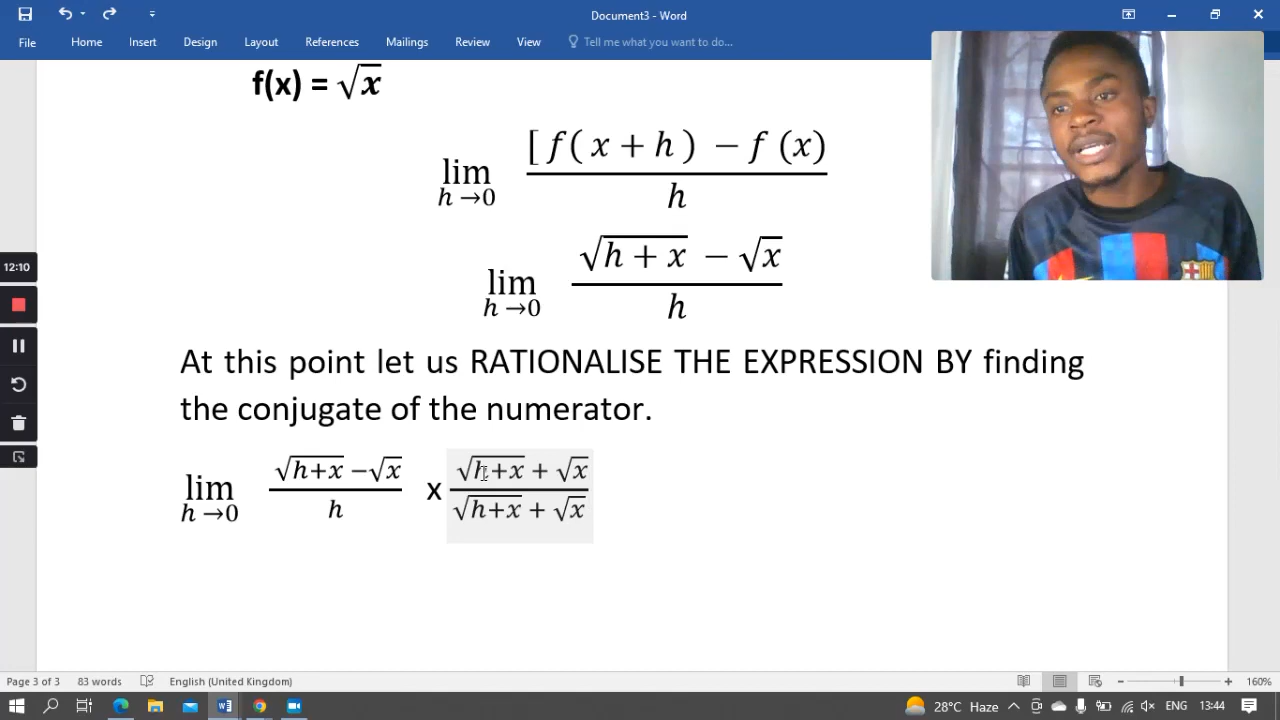 Document3 - Word
File Home Insert Design Layout References Mailings Review View Tell me what you want to do...
f(x) = √x
lim h →0 [ f( x + h ) − f (x) / h
12:10
lim h →0 √h + x − √x / h
At this point let us RATIONALISE THE EXPRESSION BY finding
the conjugate of the numerator.
lim h →0 √h+x −√x / h x √h+x + √x / √h+x + √x
Page 3 of 3 83 words English (United Kingdom) 160%
28°C Haze ENG 13:44